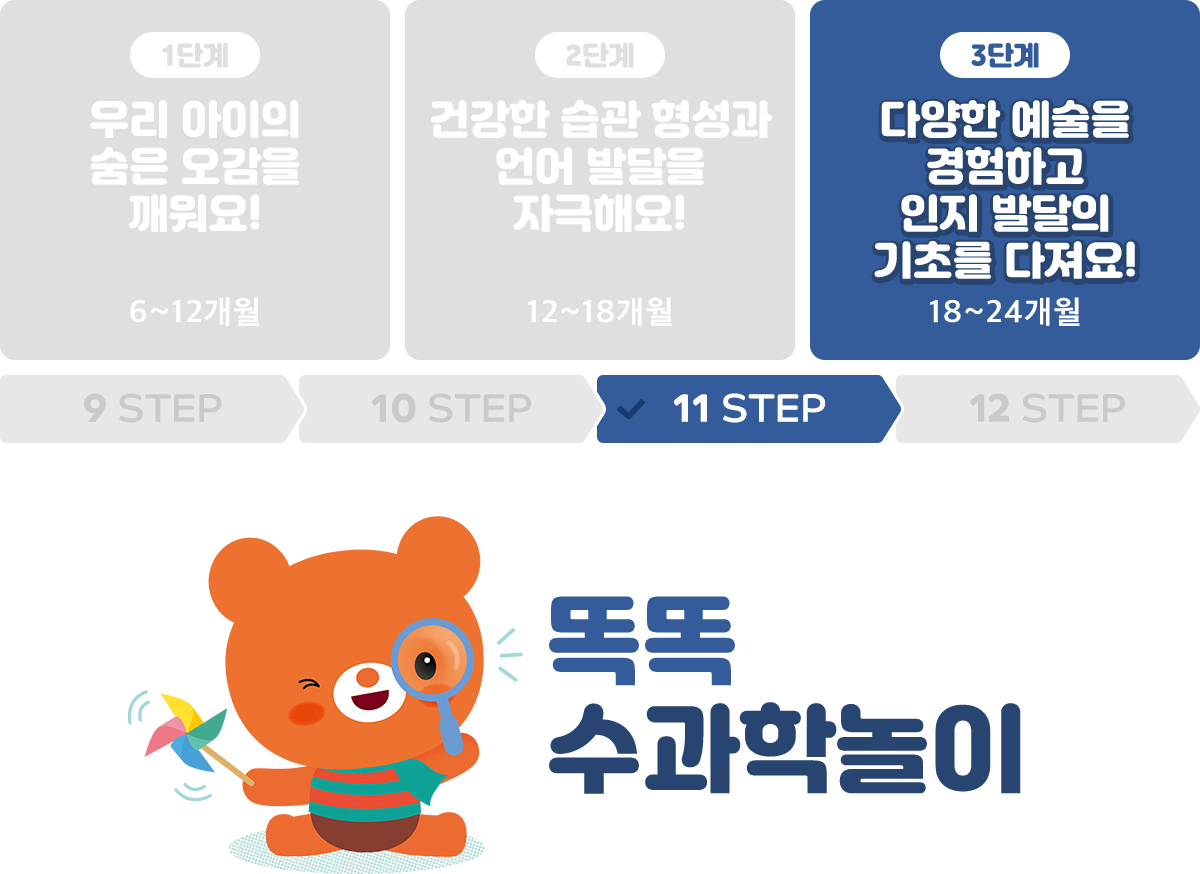 1단계
우리 아이의
숨은 오감을
깨워요!
6~12개월
2단계
건강한 습관 형성과
언어 발달을
자극해요!
12~18개월
3단계
다양한 예술을
경험하고
인지 발달의
기초를 다져요!
18~24개월
9 STEP
10 STEP
11 STEP
12 STEP
똑똑
수과학놀이